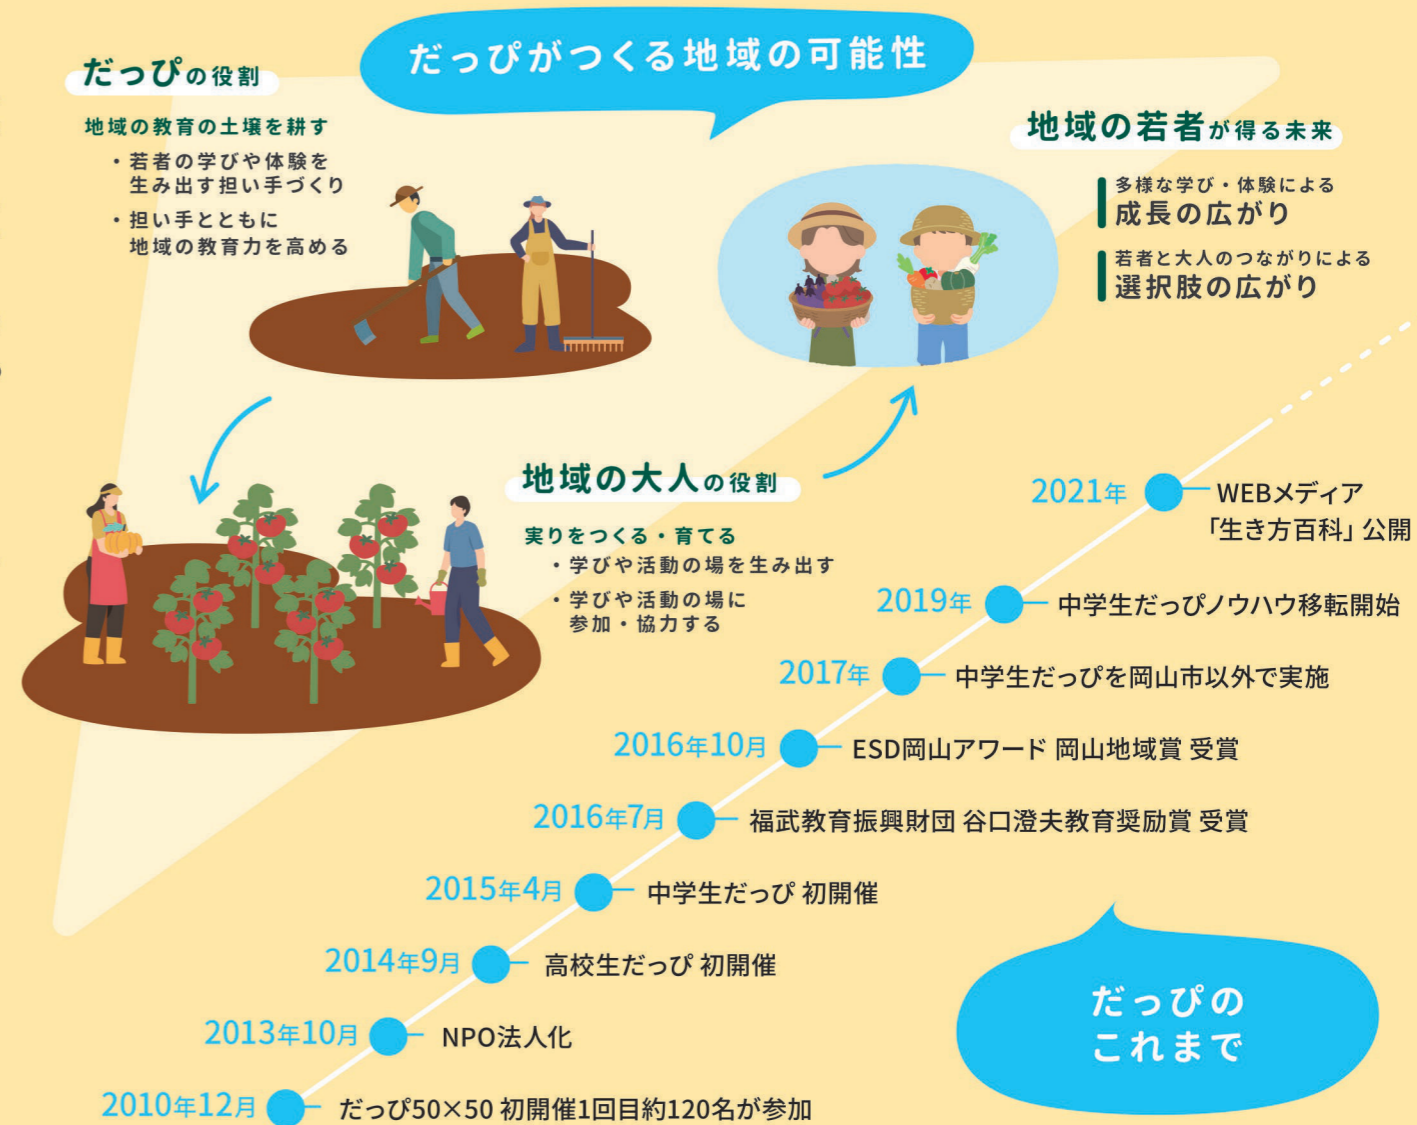 だっぴがつくる地域の可能性
だっぴの役割
地域の教育の土壌を耕す
・若者の学びや体験を
生み出す担い手づくり
・担い手とともに
地域の教育力を高める
地域の若者が得る未来
多様な学び・体験による
成長の広がり
若者と大人のつながりによる
選択肢の広がり
地域の大人の役割
実りをつくる・育てる
・学びや活動の場を生み出す
・学びや活動の場に
参加・協力する
2021年 WEBメディア
「生き方百科」公開
2019年 中学生だっぴノウハウ移転開始
2017年 中学生だっぴを岡山市以外で実施
2016年10月 ESD岡山アワード 岡山地域賞 受賞
2016年7月 福武教育振興財団 谷口澄夫教育奨励賞 受賞
2015年4月 中学生だっぴ 初開催
2014年9月 高校生だっぴ 初開催
2013年10月 NPO法人化
2010年12月 だっぴ50×50 初開催1回目約120名が参加
だっぴの
これまで